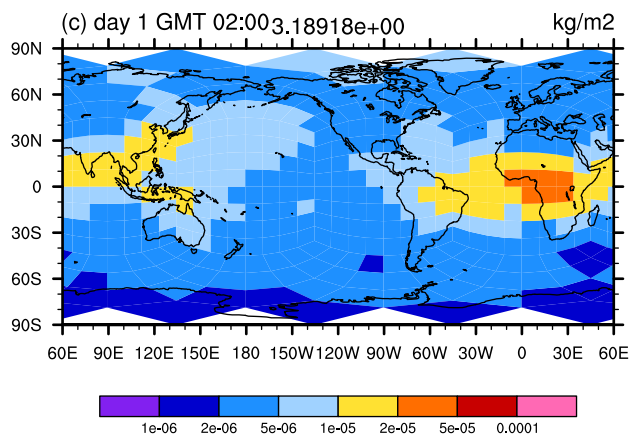 (c) day 1 GMT 02:00 3.18918e+00 kg/m2
90N
60N
30N
0
30S
60S
90S
60E 90E 120E 150E 180 150W 120W 90W 60W 30W 0 30E 60E
1e-06 2e-06 5e-06 1e-05 2e-05 5e-05 0.0001